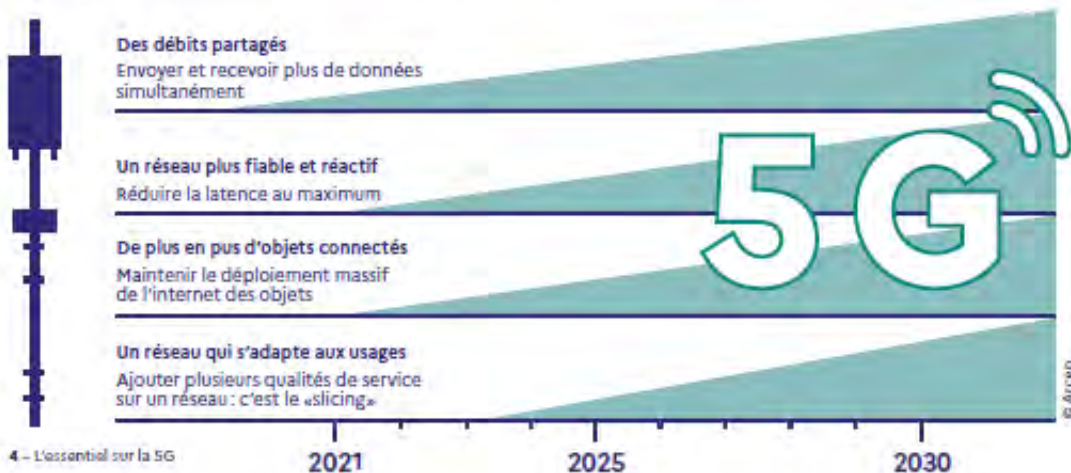 Des débits partagés
Envoyer et recevoir plus de données
simultanément
Un réseau plus fiable et réactif
Réduire la latence au maximum
De plus en pus d'objets connectés
Maintenir le déploiement massif
de l'internet des objets
Un réseau qui s'adapte aux usages
Ajouter plusieurs qualités de service
sur un réseau : c'est le «slicing»
5G
© Arcep
2021
2025
2030
4 – L'essentiel sur la 5G